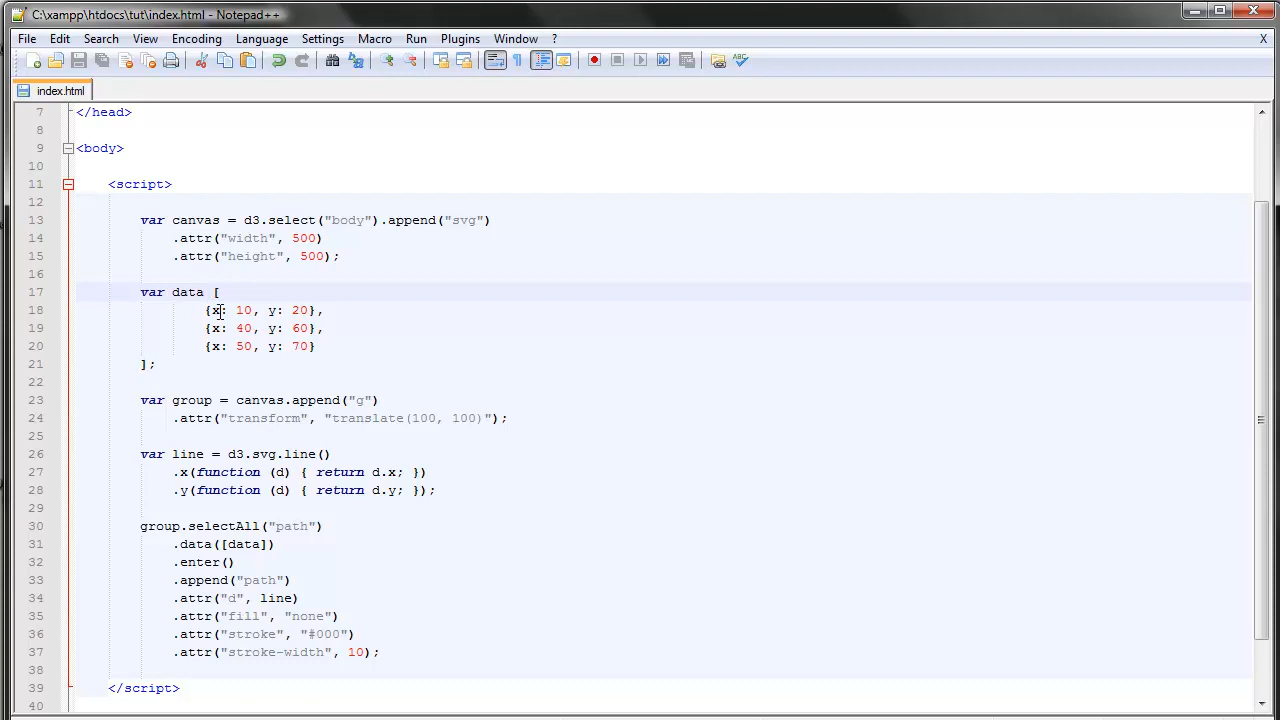 C:\xampp\htdocs\tut\index.html - Notepad++
File Edit Search View Encoding Language Settings Macro Run Plugins Window ? X
index.html
7 </head>
8
9 <body>
10
11 <script>
12
13 var canvas = d3.select("body").append("svg")
14 .attr("width", 500)
15 .attr("height", 500);
16
17 var data [
18 {x: 10, y: 20},
19 {x: 40, y: 60},
20 {x: 50, y: 70}
21 ];
22
23 var group = canvas.append("g")
24 .attr("transform", "translate(100, 100)");
25
26 var line = d3.svg.line()
27 .x(function (d) { return d.x; })
28 .y(function (d) { return d.y; });
29
30 group.selectAll("path")
31 .data([data])
32 .enter()
33 .append("path")
34 .attr("d", line)
35 .attr("fill", "none")
36 .attr("stroke", "#000")
37 .attr("stroke-width", 10);
38
39 </script>
40